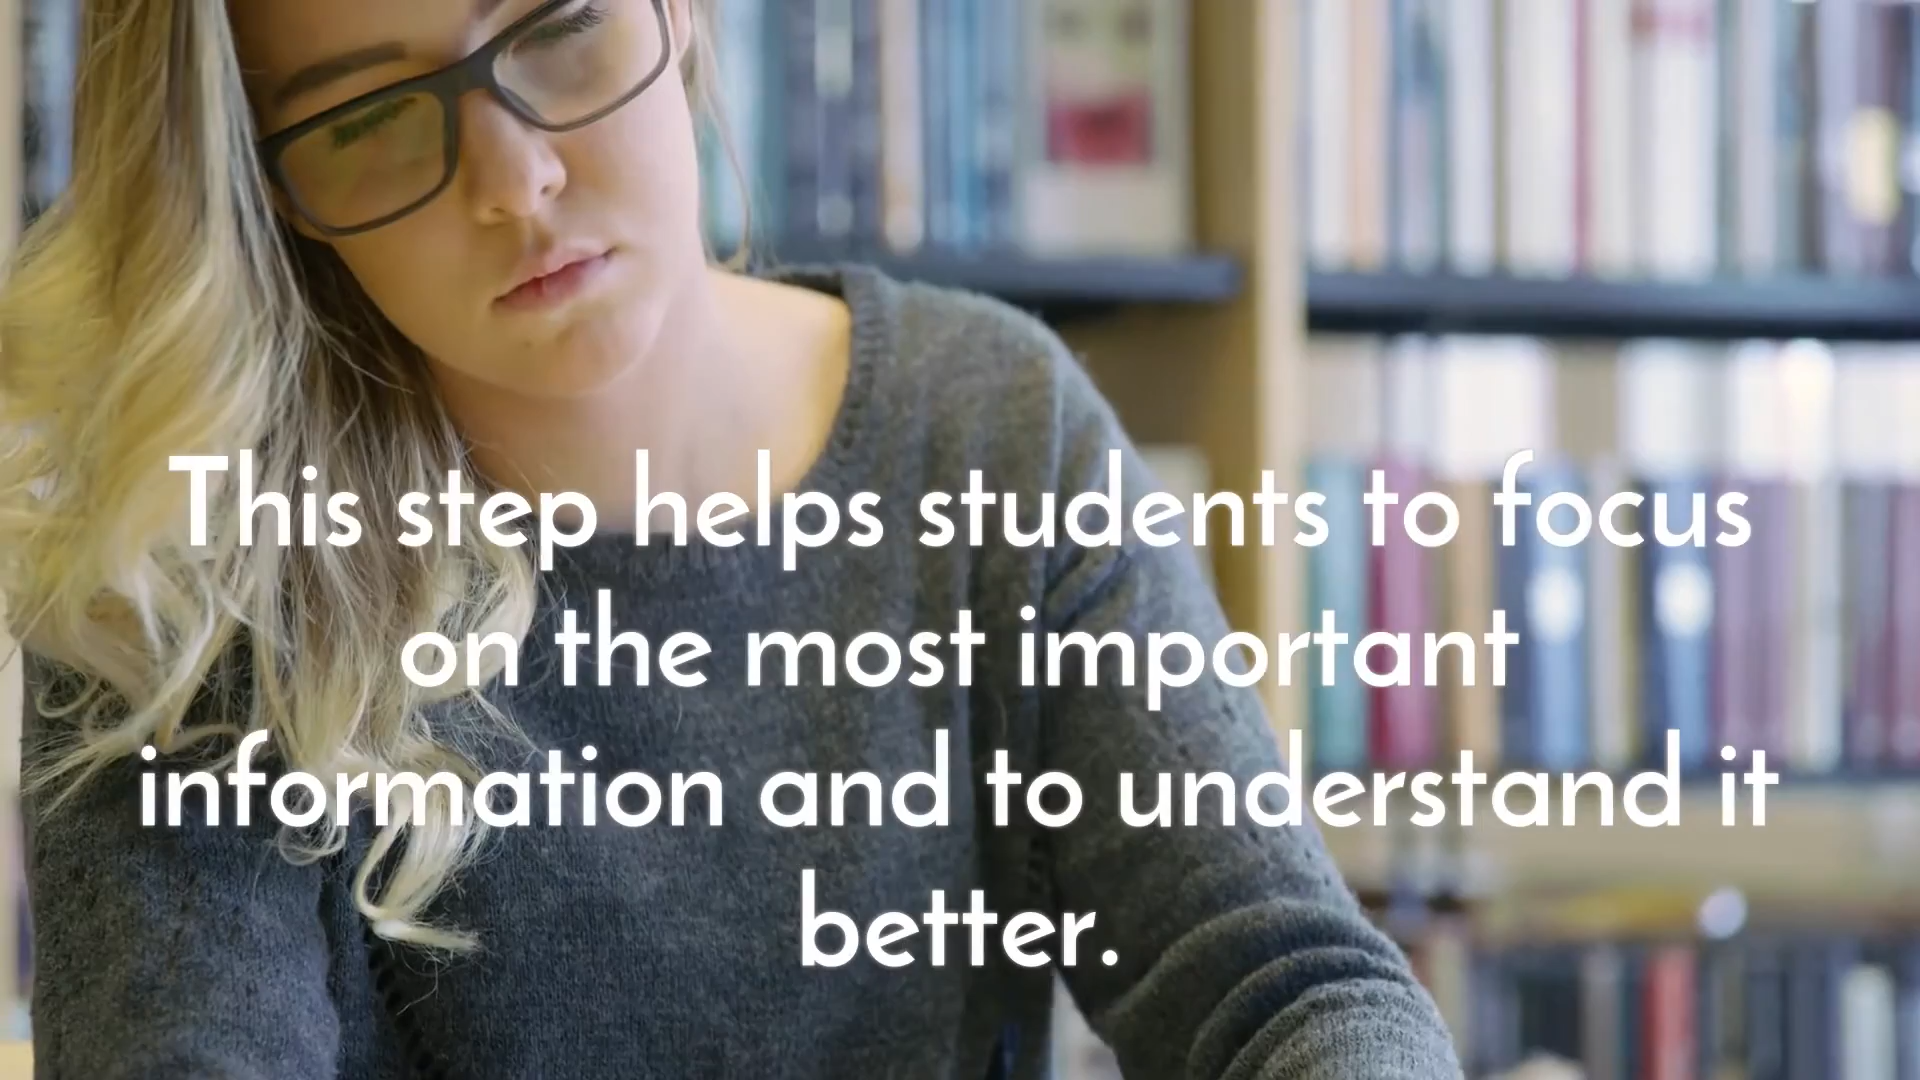 This step helps students to focus
on the most important
information and to understand it
better.